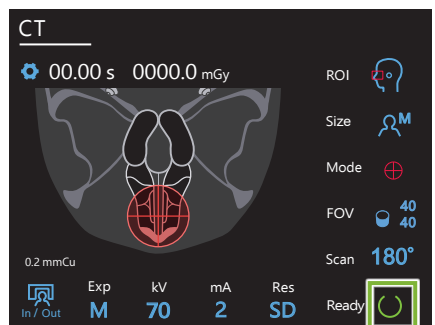 CT
00.00 s 0000.0 mGy
ROI
Size M
Mode
FOV 40
40
0.2 mmCu
Scan 180°
Exp kV mA Res
In / Out M 70 2 SD
Ready